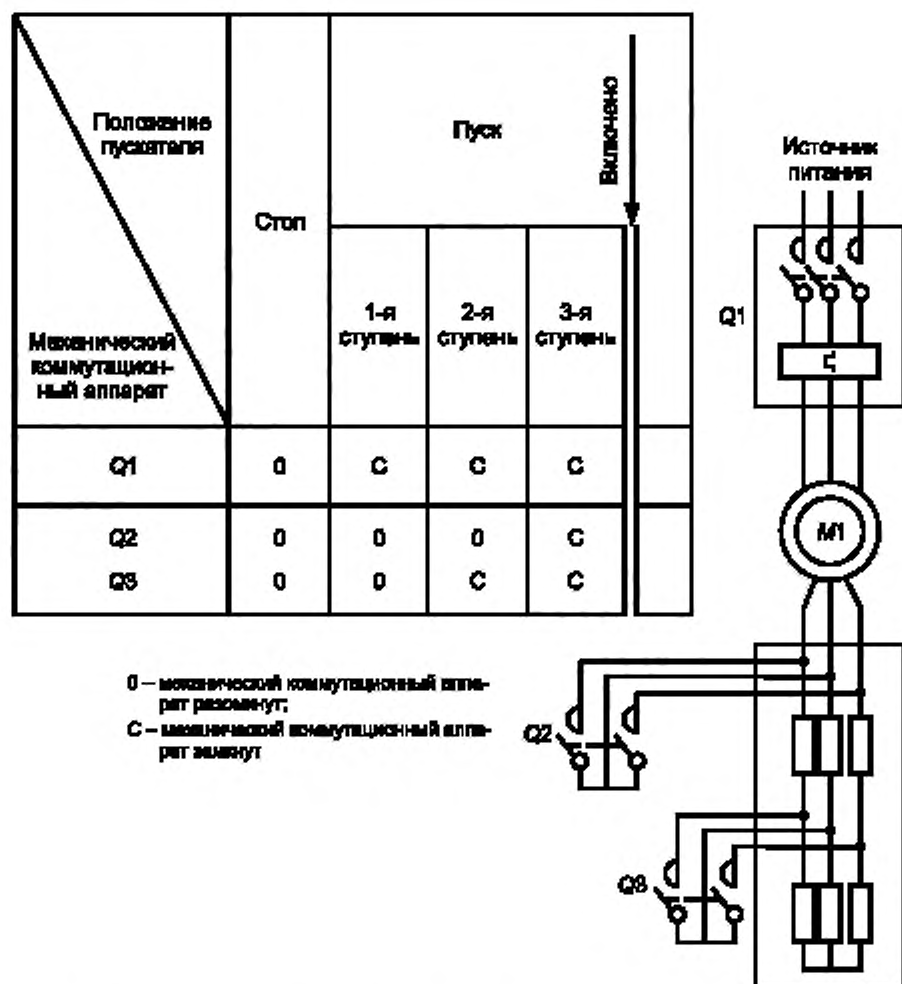 Положение
пускателя
Механический
коммутацион-
ный аппарат
Стоп
Пуск
Включено
1-я
ступень
2-я
ступень
3-я
ступень
Q1 0 C C C
Q2 0 0 0 C
Q3 0 0 C C
0 – механический коммутационный аппа-
рат разомкнут;
C – механический коммутационный аппа-
рат замкнут
Источник
питания
Q1
M1
Q2
Q3